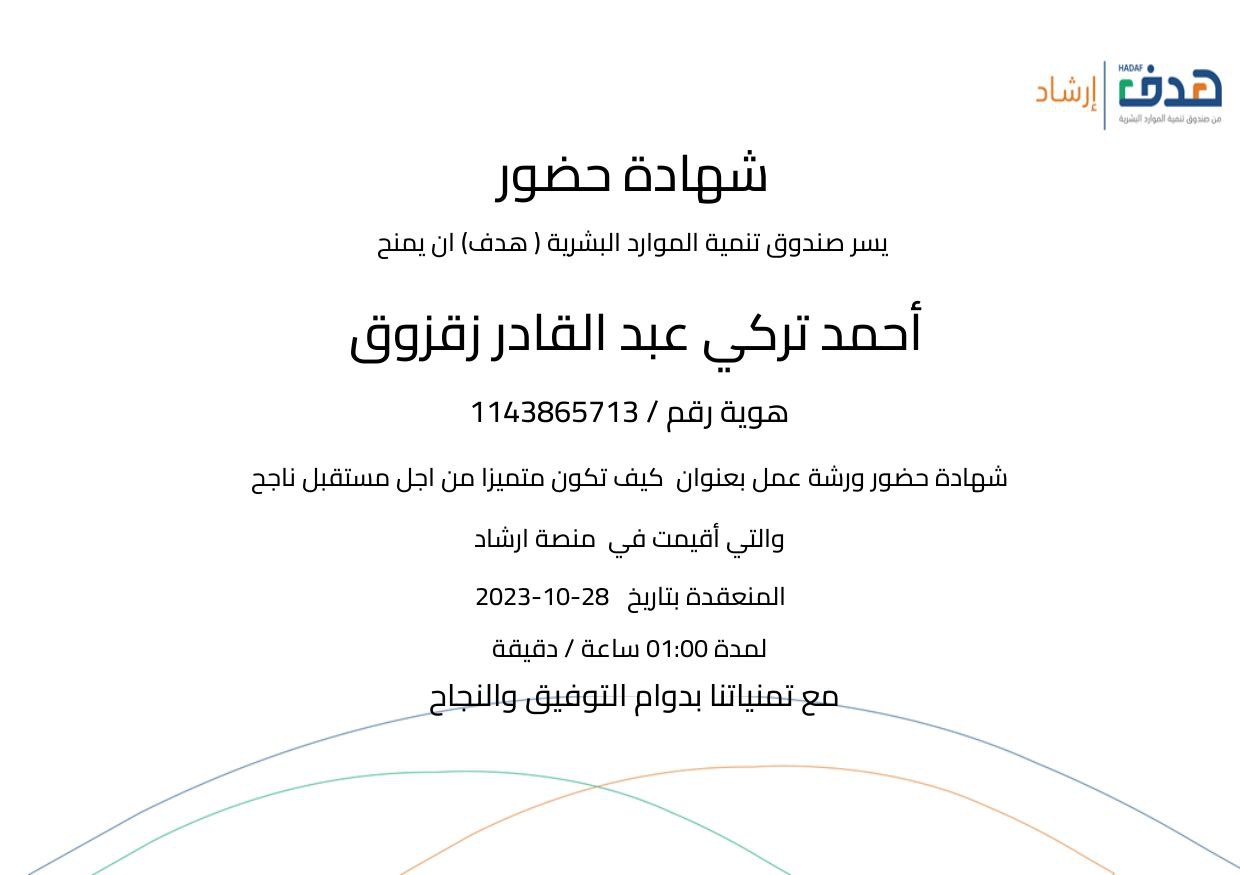 HADAF
هدف | إرشاد
من صندوق تنمية الموارد البشرية
شهادة حضور
يسر صندوق تنمية الموارد البشرية ( هدف) ان يمنح
أحمد تركي عبد القادر زقزوق
هوية رقم / 1143865713
شهادة حضور ورشة عمل بعنوان  كيف تكون متميزا من اجل مستقبل ناجح
والتي أقيمت في  منصة ارشاد
المنعقدة بتاريخ   28-10-2023
لمدة 01:00 ساعة / دقيقة
مع تمنياتنا بدوام التوفيق والنجاح